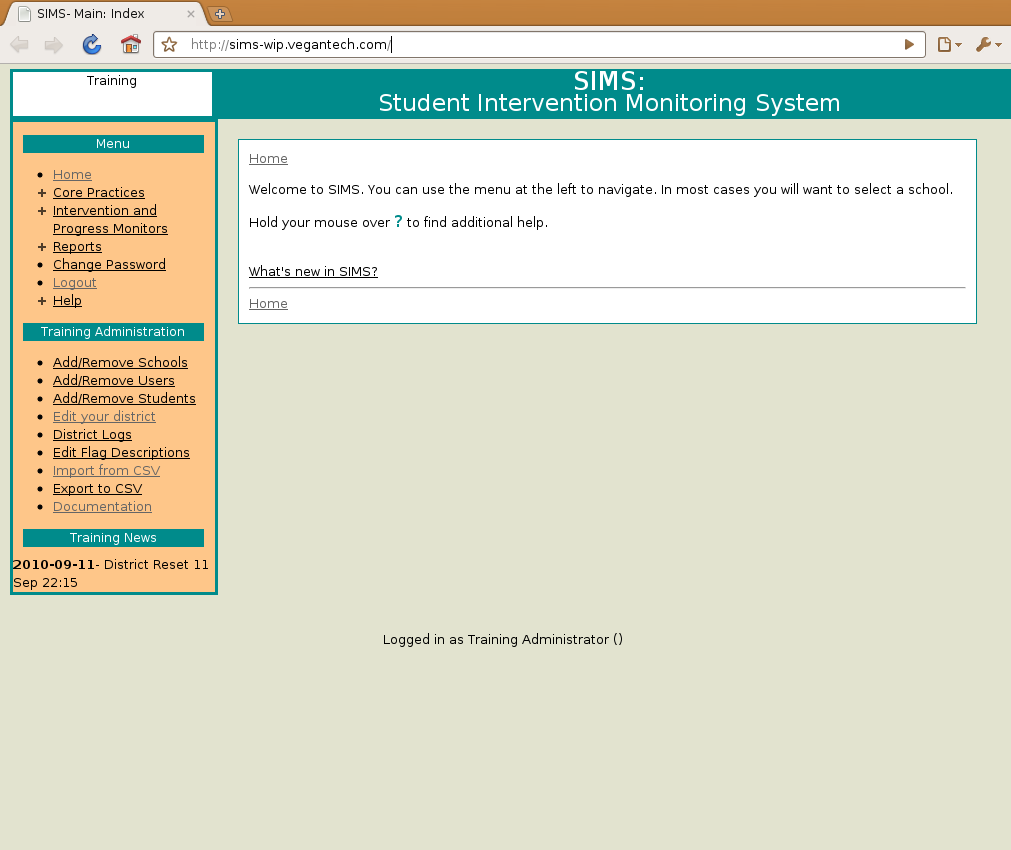 SIMS- Main: Index
http://sims-wip.vegantech.com/
Training
SIMS:
Student Intervention Monitoring System
Menu
Home
Core Practices
Intervention and
Progress Monitors
Reports
Change Password
Logout
Help
Training Administration
Add/Remove Schools
Add/Remove Users
Add/Remove Students
Edit your district
District Logs
Edit Flag Descriptions
Import from CSV
Export to CSV
Documentation
Training News
2010-09-11- District Reset 11
Sep 22:15
Home
Welcome to SIMS. You can use the menu at the left to navigate. In most cases you will want to select a school.
Hold your mouse over ? to find additional help.
What's new in SIMS?
Home
Logged in as Training Administrator ()